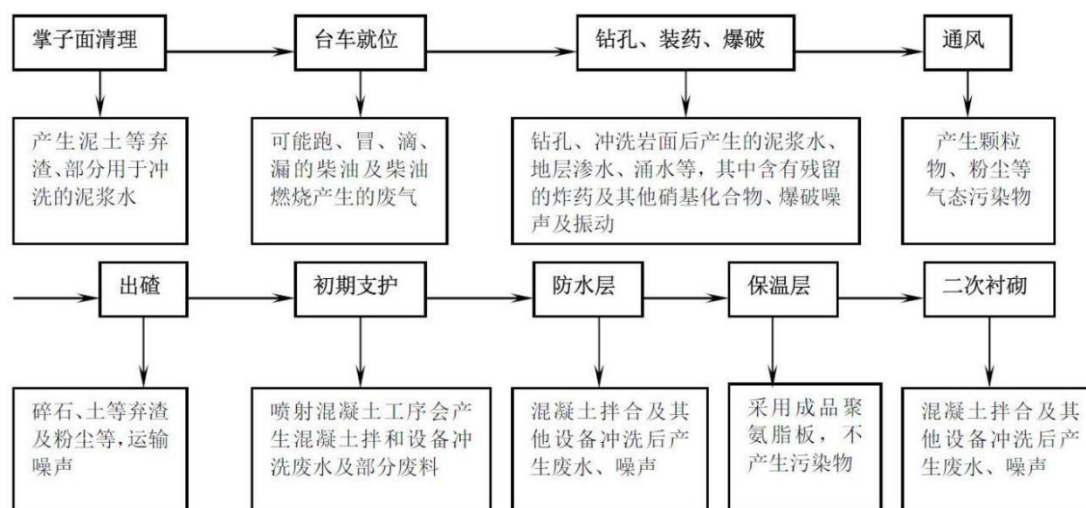 掌子面清理
台车就位
钻孔、装药、爆破
通风
产生泥土等弃
渣、部分用于冲
洗的泥浆水
可能跑、冒、滴、
漏的柴油及柴油
燃烧产生的废气
钻孔、冲洗岩面后产生的泥浆水、
地层渗水、涌水等，其中含有残留
的炸药及其他硝基化合物、爆破噪
声及振动
产生颗粒
物、粉尘等
气态污染物
出碴
初期支护
防水层
保温层
二次衬砌
碎石、土等弃渣
及粉尘等，运输
噪声
喷射混凝土工序会产
生混凝土拌和设备冲
洗废水及部分废料
混凝土拌合及其
他设备冲洗后产
生废水、噪声
采用成品聚
氨脂板，不
产生污染物
混凝土拌合及其
他设备冲洗后产
生废水、噪声